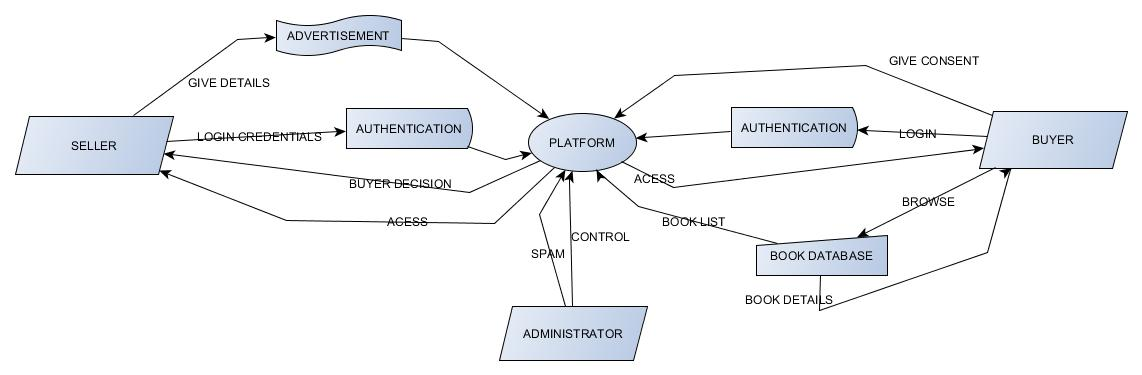 ADVERTISEMENT
GIVE CONSENT
GIVE DETAILS
AUTHENTICATION
AUTHENTICATION
LOGIN CREDENTIALS
LOGIN
SELLER
PLATFORM
BUYER
BUYER DECISION
ACESS
ACESS
BROWSE
BOOK LIST
CONTROL
SPAM
BOOK DATABASE
BOOK DETAILS
ADMINISTRATOR